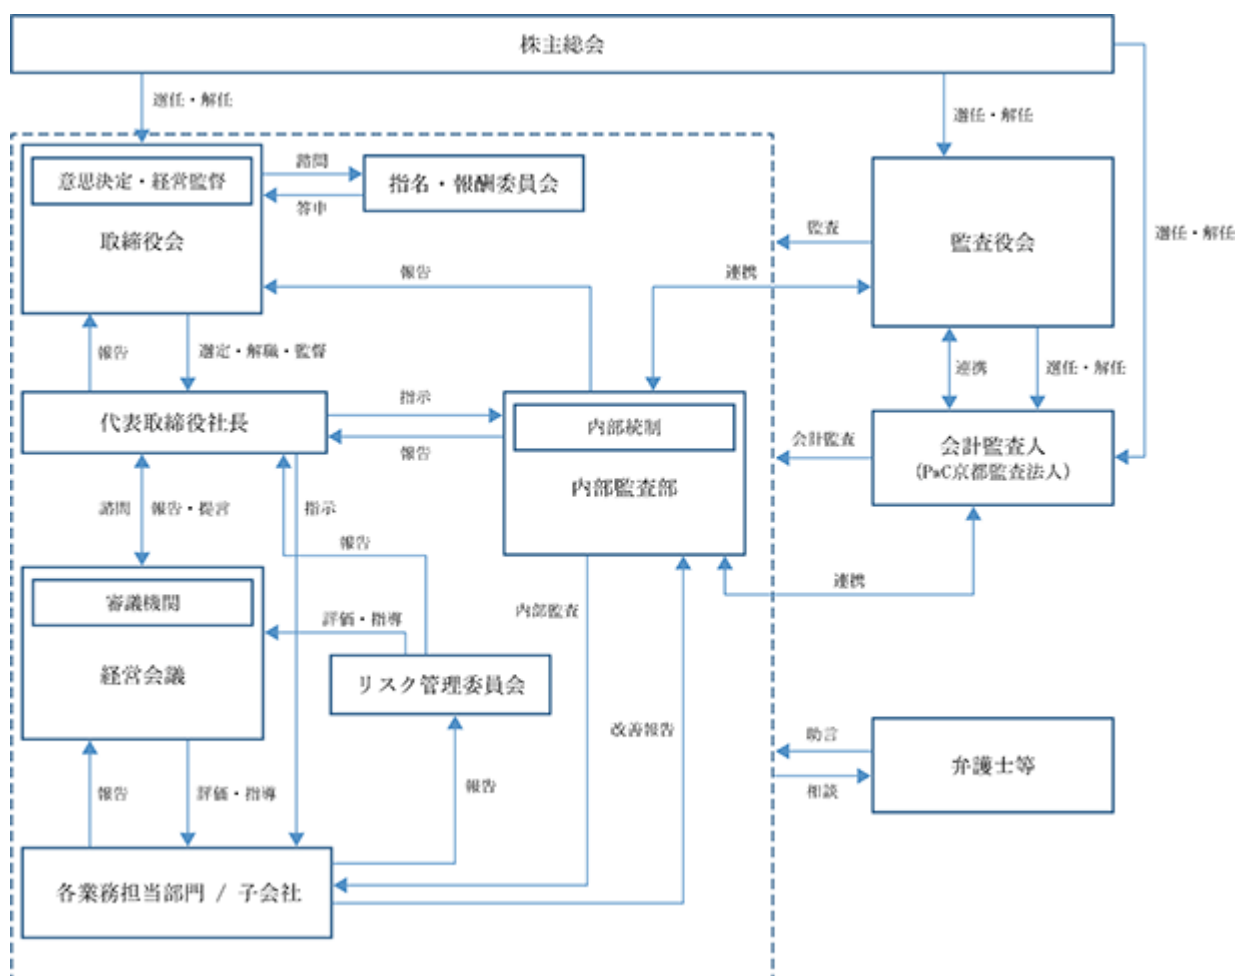 株主総会
選任・解任
選任・解任
選任・解任
意思決定・経営監督
取締役会
諮問
答申
指名・報酬委員会
監査役会
監査
報告
連携
報告
選定・解職・監督
連携
選任・解任
代表取締役社長
指示
報告
内部統制
内部監査部
会計監査
会計監査人
(PwC京都監査法人)
諮問
報告・提言
指示
報告
連携
審議機関
経営会議
評価・指導
内部監査
リスク管理委員会
改善報告
助言
相談
弁護士等
報告
評価・指導
報告
各業務担当部門 / 子会社